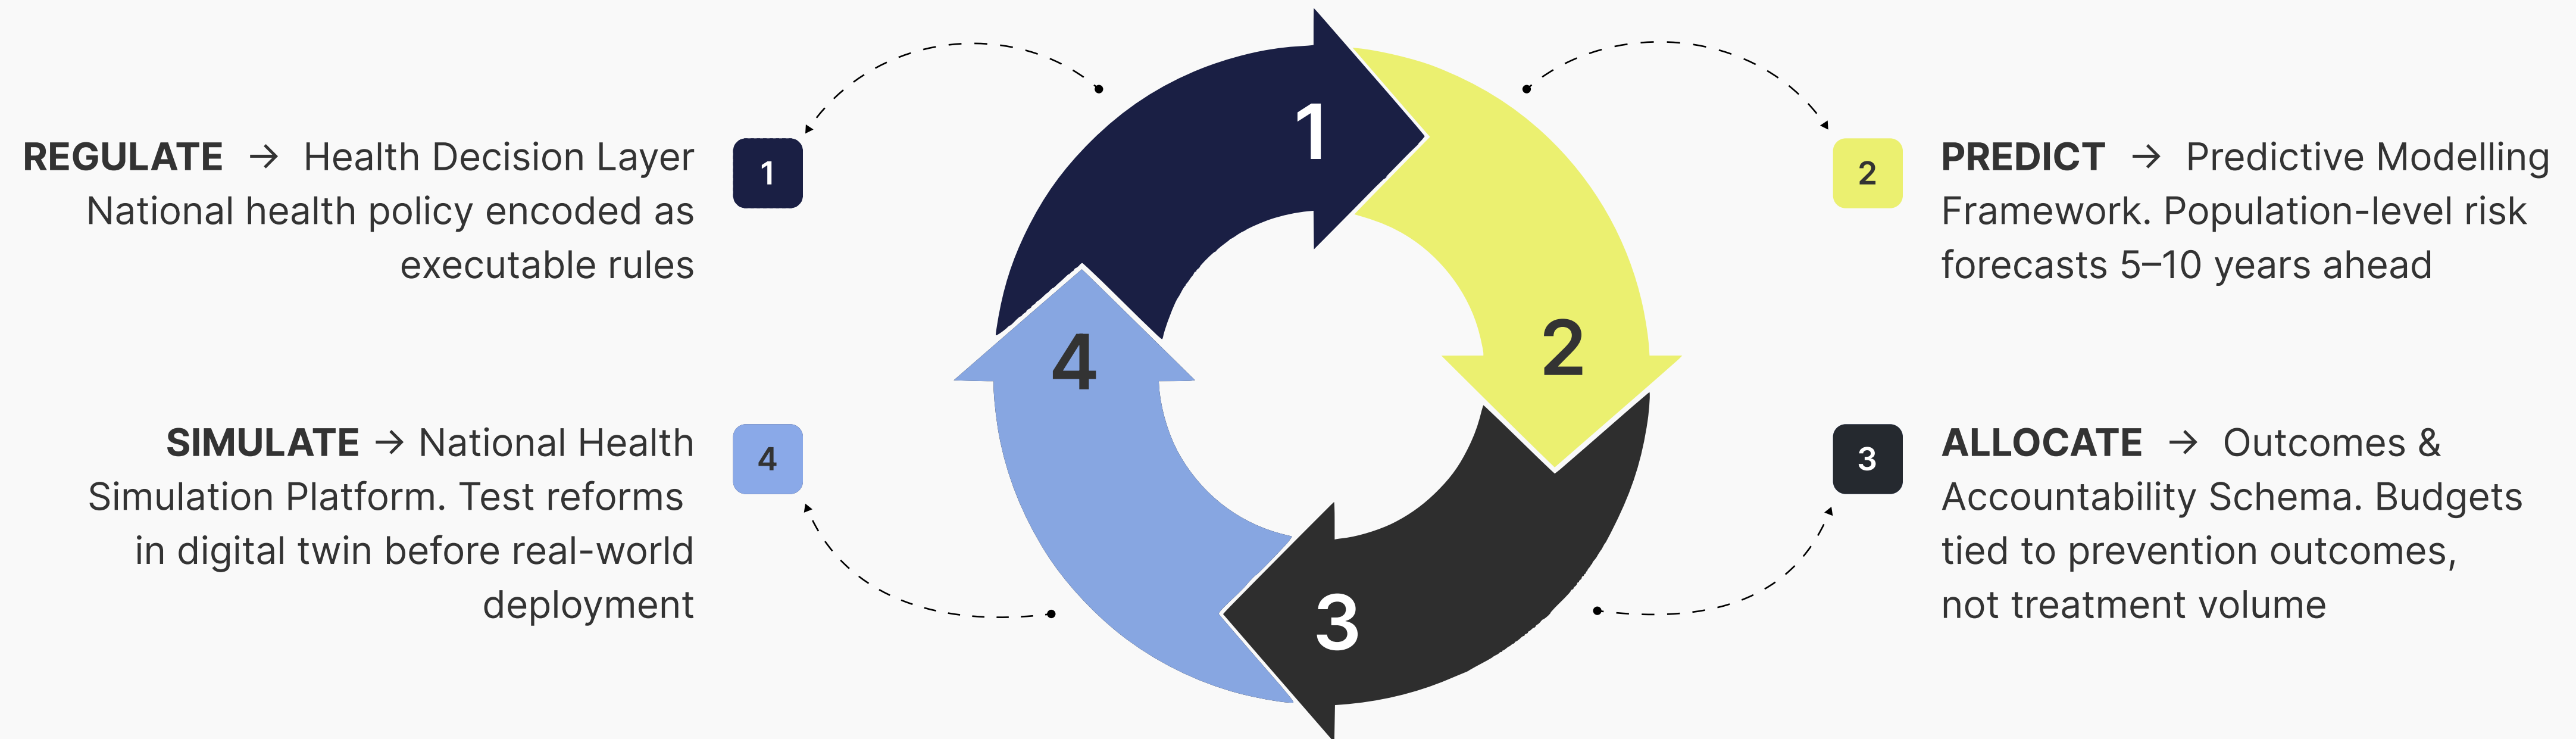 1
REGULATE → Health Decision Layer
National health policy encoded as
executable rules
1
2
PREDICT → Predictive Modelling
Framework. Population-level risk
forecasts 5–10 years ahead
2
3
ALLOCATE → Outcomes &
Accountability Schema. Budgets
tied to prevention outcomes,
not treatment volume
3
4
SIMULATE → National Health
Simulation Platform. Test reforms
in digital twin before real-world
deployment
4